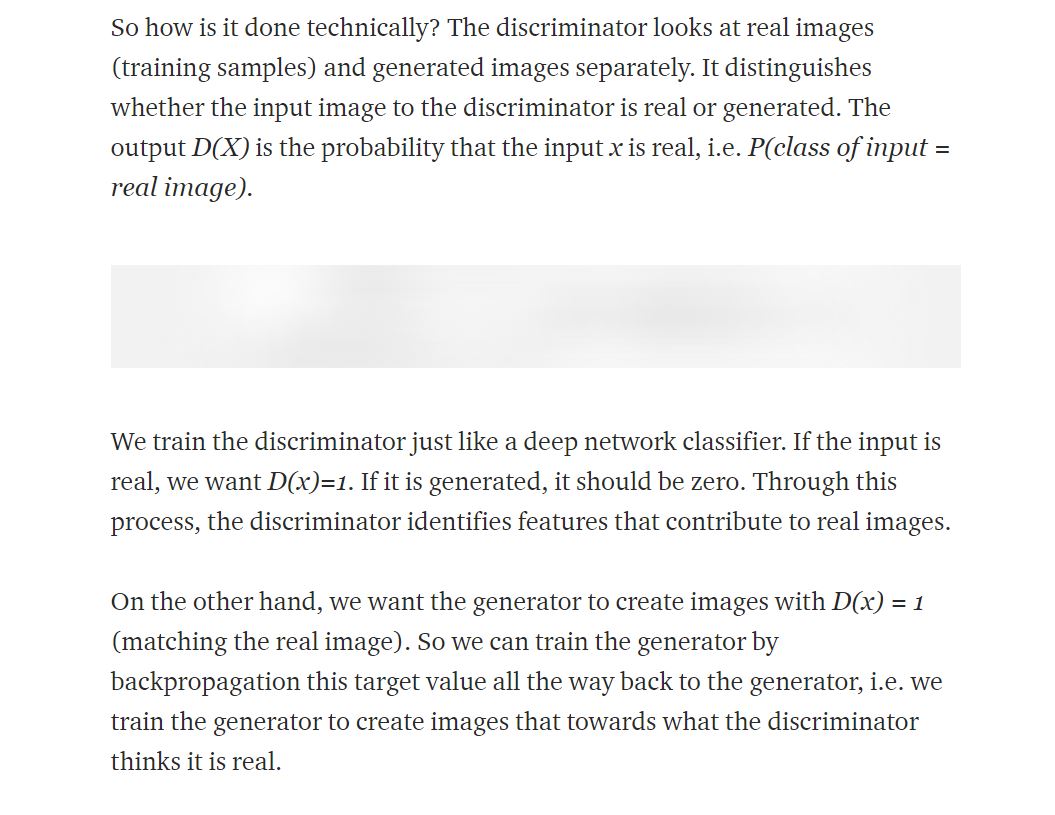 So how is it done technically? The discriminator looks at real images
(training samples) and generated images separately. It distinguishes
whether the input image to the discriminator is real or generated. The
output D(X) is the probability that the input x is real, i.e. P(class of input =
real image).
We train the discriminator just like a deep network classifier. If the input is
real, we want D(x)=1. If it is generated, it should be zero. Through this
process, the discriminator identifies features that contribute to real images.
On the other hand, we want the generator to create images with D(x) = 1
(matching the real image). So we can train the generator by
backpropagation this target value all the way back to the generator, i.e. we
train the generator to create images that towards what the discriminator
thinks it is real.